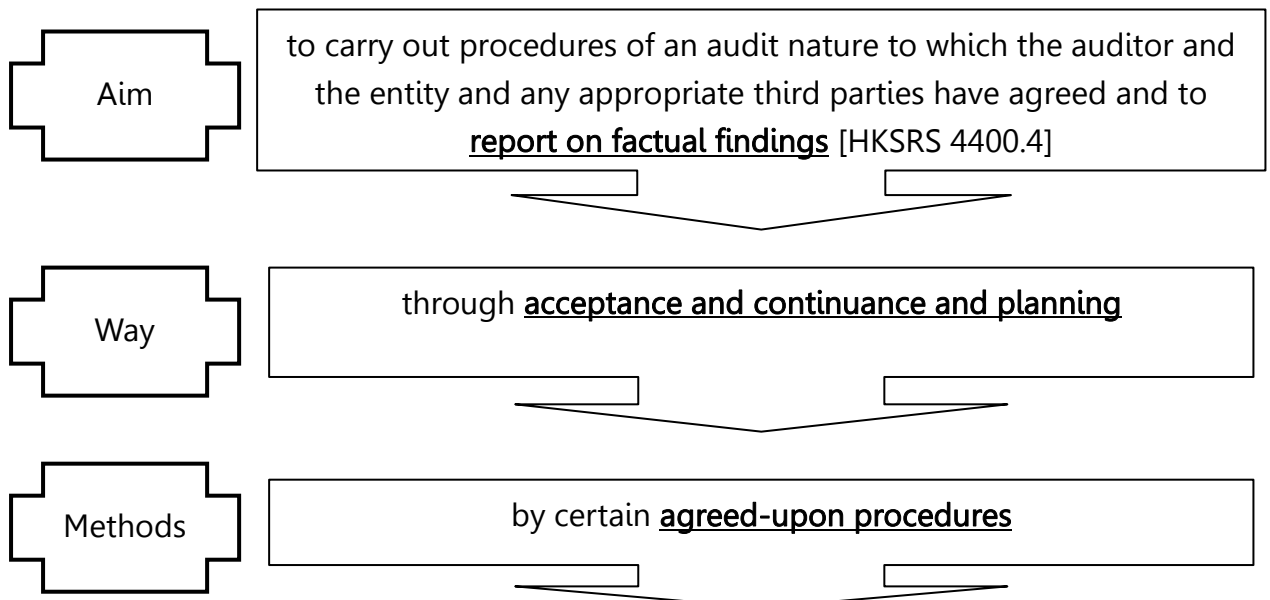 Aim
to carry out procedures of an audit nature to which the auditor and
the entity and any appropriate third parties have agreed and to
report on factual findings [HKSRS 4400.4]
Way
through acceptance and continuance and planning
Methods
by certain agreed-upon procedures